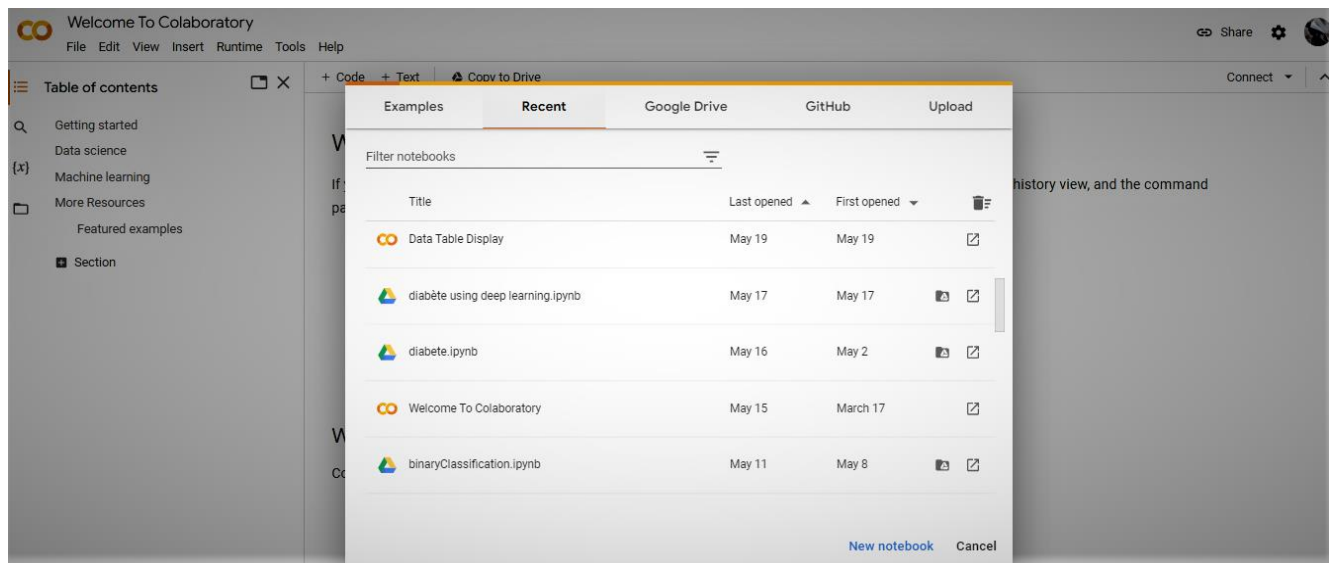 Welcome To Colaboratory
File Edit View Insert Runtime Tools Help
Share
Table of contents
+ Code + Text Copy to Drive
Connect
Getting started
Data science
Machine learning
More Resources
Featured examples
Section
{x}
Examples Recent Google Drive GitHub Upload
Filter notebooks
If
history view, and the command
Title Last opened First opened
Data Table Display May 19 May 19
diabète using deep learning.ipynb May 17 May 17
diabete.ipynb May 16 May 2
Welcome To Colaboratory May 15 March 17
binaryClassification.ipynb May 11 May 8
New notebook Cancel